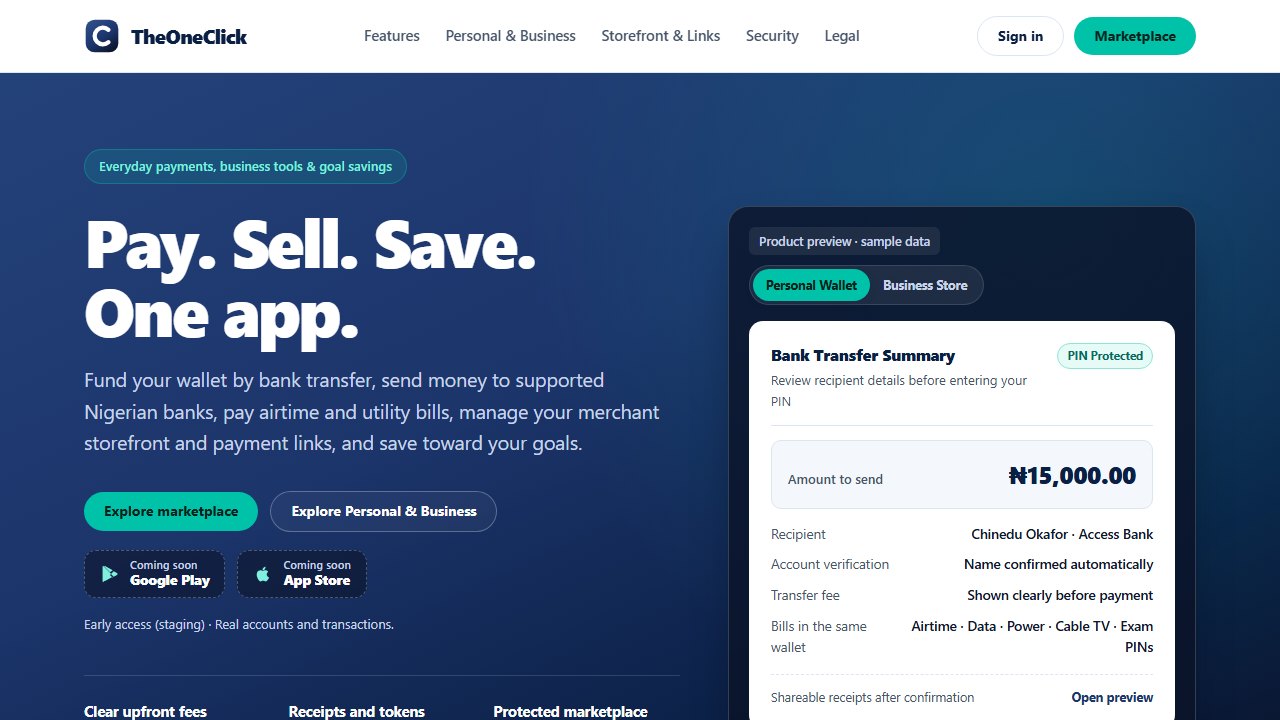 TheOneClick
Features
Personal & Business
Storefront & Links
Security
Legal
Sign in
Marketplace
Everyday payments, business tools & goal savings
Pay. Sell. Save.
One app.
Fund your wallet by bank transfer, send money to supported
Nigerian banks, pay airtime and utility bills, manage your merchant
storefront and payment links, and save toward your goals.
Explore marketplace
Explore Personal & Business
Coming soon
Google Play
Coming soon
App Store
Early access (staging) · Real accounts and transactions.
Clear upfront fees
Receipts and tokens
Protected marketplace
Product preview · sample data
Personal Wallet
Business Store
Bank Transfer Summary
PIN Protected
Review recipient details before entering your
PIN
Amount to send
₦15,000.00
Recipient
Chinedu Okafor · Access Bank
Account verification
Name confirmed automatically
Transfer fee
Shown clearly before payment
Bills in the same
wallet
Airtime · Data · Power · Cable TV · Exam
PINs
Shareable receipts after confirmation
Open preview